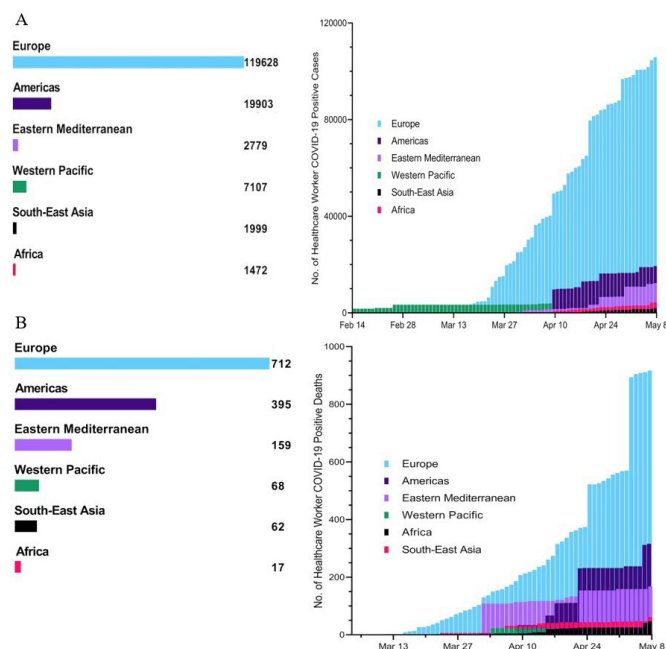 A
Europe
119628
Americas
19903
Eastern Mediterranean
2779
Western Pacific
7107
South-East Asia
1999
Africa
1472
No. of Healthcare Worker COVID-19 Positive Cases
120000
80000
40000
0
Europe
Americas
Eastern Mediterranean
Western Pacific
South-East Asia
Africa
Feb 14 Feb 28 Mar 13 Mar 27 Apr 10 Apr 24 May 8
B
Europe
712
Americas
395
Eastern Mediterranean
159
Western Pacific
68
South-East Asia
62
Africa
17
No. of Healthcare Worker COVID-19 Positive Deaths
1000
800
600
400
200
0
Europe
Americas
Eastern Mediterranean
Western Pacific
Africa
South-East Asia
Mar 13 Mar 27 Apr 10 Apr 24 May 8